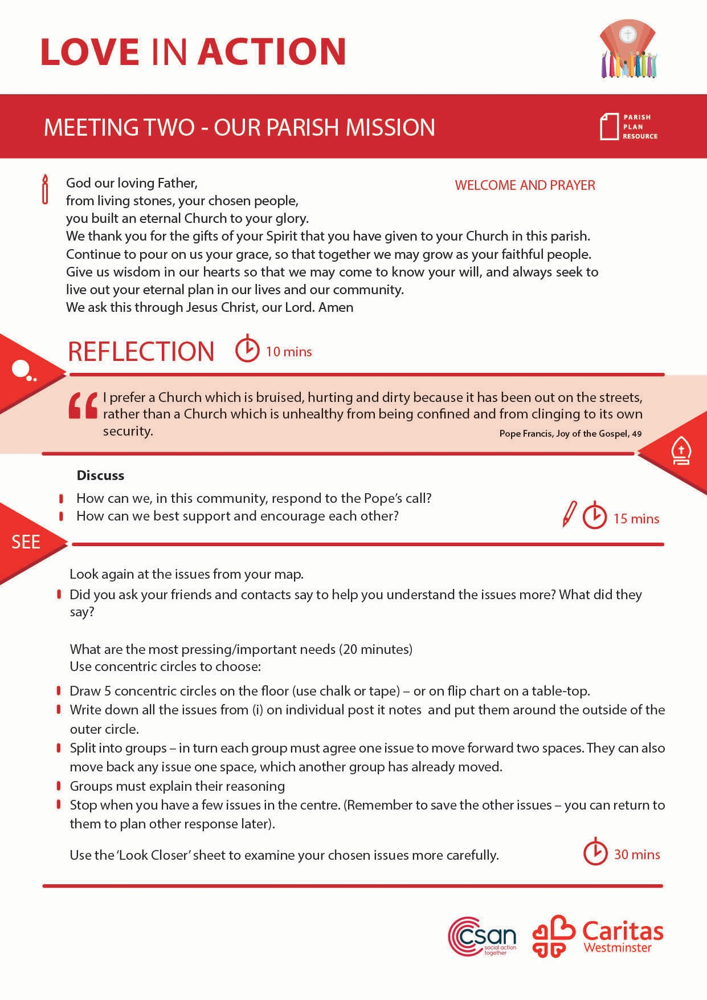 LOVE IN ACTION
MEETING TWO - OUR PARISH MISSION
PARISH
PLAN
RESOURCE
WELCOME AND PRAYER
God our loving Father,
from living stones, your chosen people,
you built an eternal Church to your glory.
We thank you for the gifts of your Spirit that you have given to your Church in this parish.
Continue to pour on us your grace, so that together we may grow as your faithful people.
Give us wisdom in our hearts so that we may come to know your will, and always seek to
live out your eternal plan in our lives and our community.
We ask this through Jesus Christ, our Lord. Amen
REFLECTION 10 mins
“ I prefer a Church which is bruised, hurting and dirty because it has been out on the streets,
rather than a Church which is unhealthy from being confined and from clinging to its own
security.
Pope Francis, Joy of the Gospel, 49
Discuss
How can we, in this community, respond to the Pope’s call?
How can we best support and encourage each other?
15 mins
SEE
Look again at the issues from your map.
Did you ask your friends and contacts say to help you understand the issues more? What did they
say?
What are the most pressing/important needs (20 minutes)
Use concentric circles to choose:
Draw 5 concentric circles on the floor (use chalk or tape) – or on flip chart on a table-top.
Write down all the issues from (i) on individual post it notes and put them around the outside of the
outer circle.
Split into groups – in turn each group must agree one issue to move forward two spaces. They can also
move back any issue one space, which another group has already moved.
Groups must explain their reasoning
Stop when you have a few issues in the centre. (Remember to save the other issues – you can return to
them to plan other response later).
Use the ‘Look Closer’ sheet to examine your chosen issues more carefully.
30 mins
csan
social action
together
Caritas
Westminster